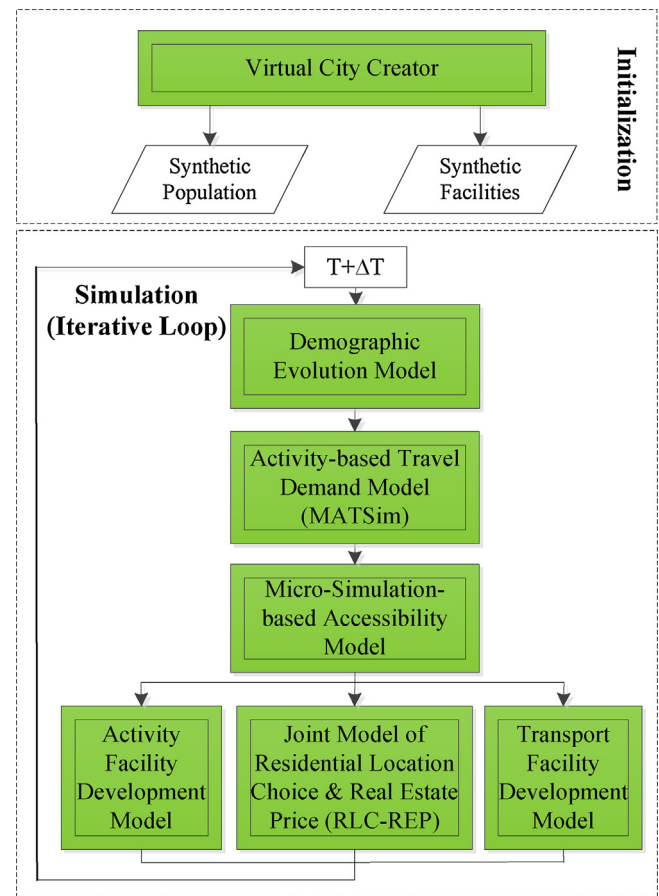 Virtual City Creator
Initialization
Synthetic
Population
Synthetic
Facilities
T+ΔT
Simulation
(Iterative Loop)
Demographic
Evolution Model
Activity-based Travel
Demand Model
(MATSim)
Micro-Simulation-
based Accessibility
Model
Activity
Facility
Development
Model
Joint Model of
Residential Location
Choice & Real Estate
Price (RLC-REP)
Transport
Facility
Development
Model